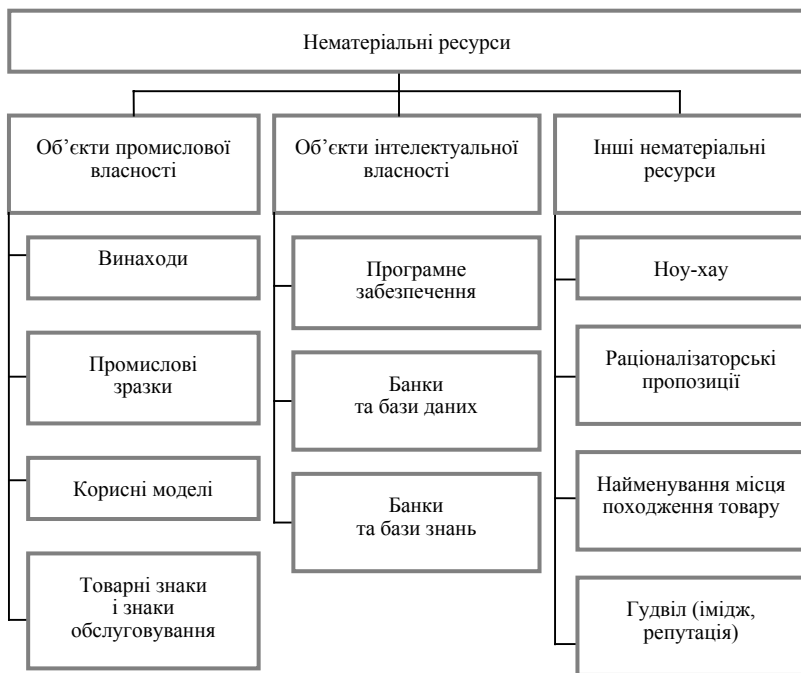 Нематеріальні ресурси
Об’єкти промислової
власності
Об’єкти інтелектуальної
власності
Інші нематеріальні
ресурси
Винаходи
Промислові
зразки
Корисні моделі
Товарні знаки
і знаки
обслуговування
Програмне
забезпечення
Банки
та бази даних
Банки
та бази знань
Ноу-хау
Раціоналізаторські
пропозиції
Найменування місця
походження товару
Гудвіл (імідж,
репутація)